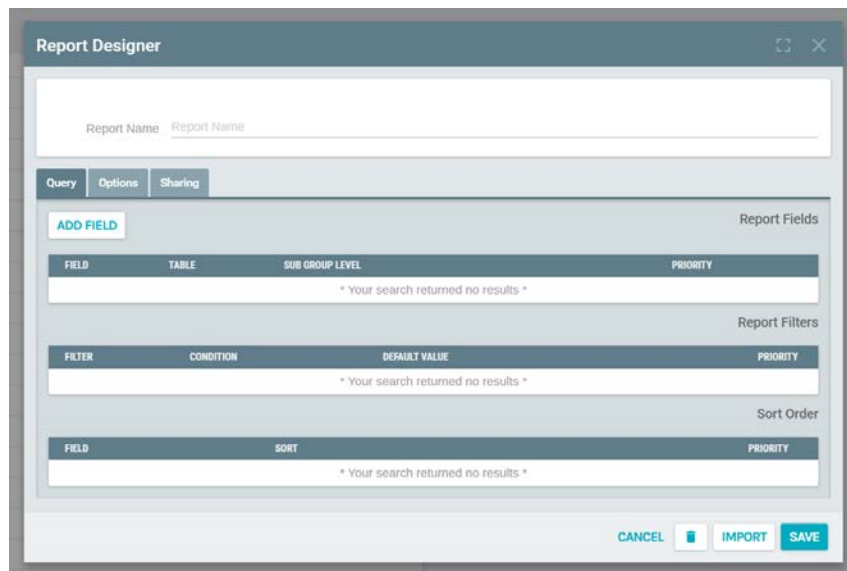 Report Designer
Report Name Report Name
Query Options Sharing
ADD FIELD Report Fields
FIELD TABLE SUB GROUP LEVEL PRIORITY
* Your search returned no results *
Report Filters
FILTER CONDITION DEFAULT VALUE PRIORITY
* Your search returned no results *
Sort Order
FIELD SORT PRIORITY
* Your search returned no results *
CANCEL IMPORT SAVE